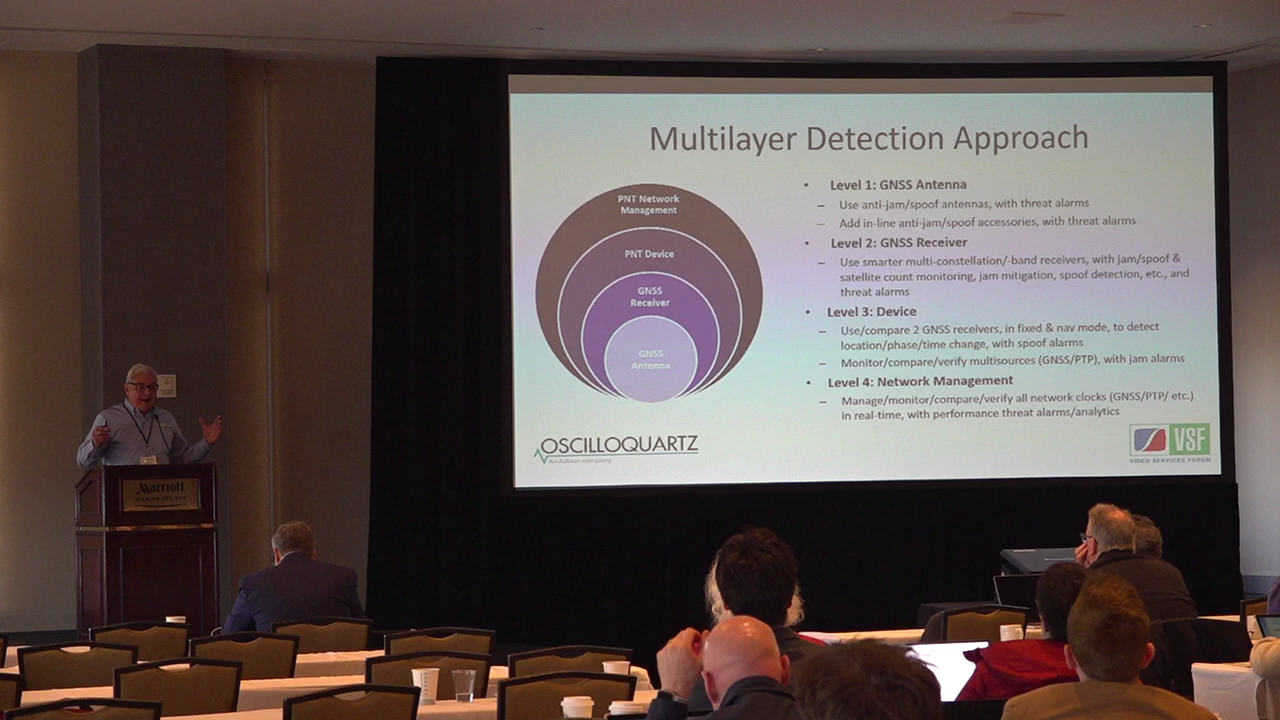 Multilayer Detection Approach
PNT Network
Management
PNT Device
GNSS
Receiver
GNSS
Antenna
• Level 1: GNSS Antenna
– Use anti-jam/spoof antennas, with threat alarms
– Add in-line anti-jam/spoof accessories, with threat alarms
• Level 2: GNSS Receiver
– Use smarter multi-constellation/-band receivers, with jam/spoof &
satellite count monitoring, jam mitigation, spoof detection, etc., and
threat alarms
• Level 3: Device
– Use/compare 2 GNSS receivers, in fixed & nav mode, to detect
location/phase/time change, with spoof alarms
– Monitor/compare/verify multisources (GNSS/PTP), with jam alarms
• Level 4: Network Management
– Manage/monitor/compare/verify all network clocks (GNSS/PTP/ etc.)
in real-time, with performance threat alarms/analytics
OSCILLOQUARTZ
An Adtran company
VSF
VIDEO SERVICES FORUM
Marriott
MARINA DEL REY